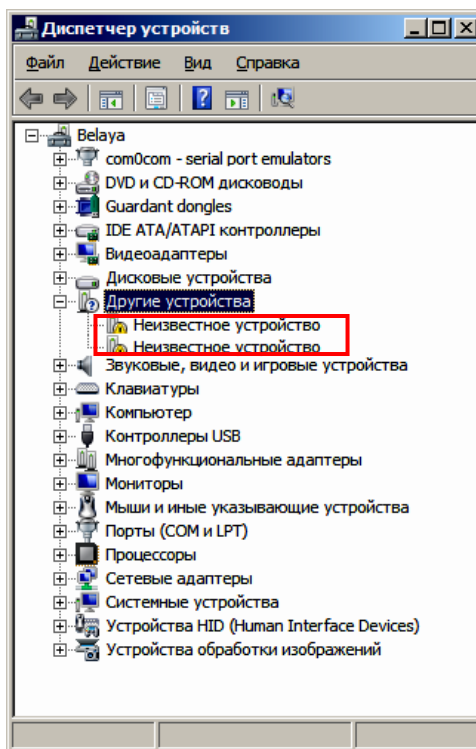 Диспетчер устройств
Файл Действие Вид Справка
Belaya
com0com - serial port emulators
DVD и CD-ROM дисководы
Guardant dongles
IDE ATA/ATAPI контроллеры
Видеоадаптеры
Дисковые устройства
Другие устройства
Неизвестное устройство
Неизвестное устройство
Звуковые, видео и игровые устройства
Клавиатуры
Компьютер
Контроллеры USB
Многофункциональные адаптеры
Мониторы
Мыши и иные указывающие устройства
Порты (COM и LPT)
Процессоры
Сетевые адаптеры
Системные устройства
Устройства HID (Human Interface Devices)
Устройства обработки изображений